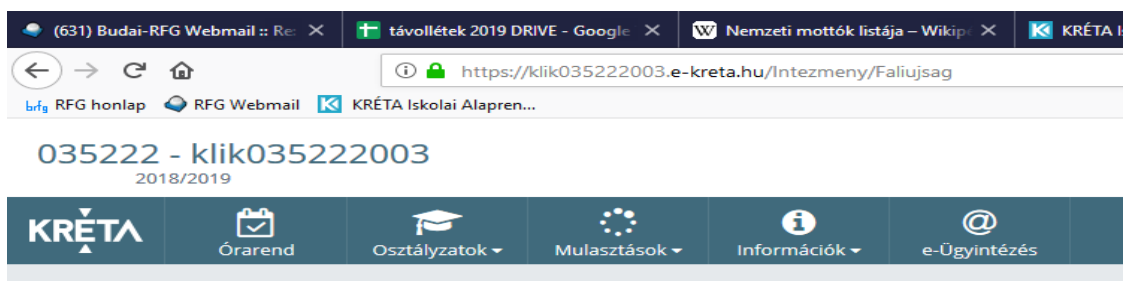 (631) Budai-RFG Webmail :: Re:
távollétek 2019 DRIVE - Google
Nemzeti mottók listája – Wikip
KRÉTA I
https://klik035222003.e-kreta.hu/Intezmeny/Faliujsag
brfg RFG honlap RFG Webmail KRÉTA Iskolai Alapren...
035222 - klik035222003
2018/2019
KRÉTA Órarend Osztályzatok Mulasztások Információk e-Ügyintézés